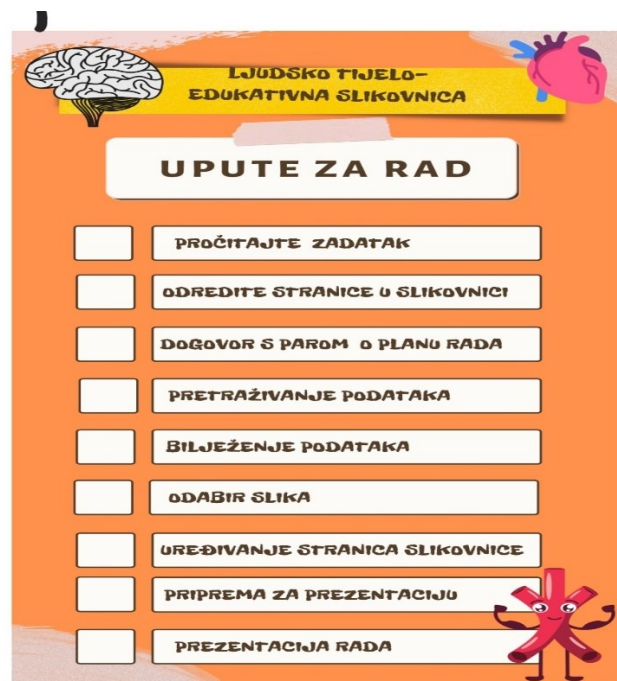 LJUDSKO TIJELO-
EDUKATIVNA SLIKOVNICA
UPUTE ZA RAD
PROČITAJTE ZADATAK
ODREDITE STRANICE U SLIKOVNICI
DOGOVOR S PAROM O PLANU RADA
PRETRAŽIVANJE PODATAKA
BILJEŽENJE PODATAKA
ODABIR SLIKA
UREĐIVANJE STRANICA SLIKOVNICE
PRIPREMA ZA PREZENTACIJU
PREZENTACIJA RADA